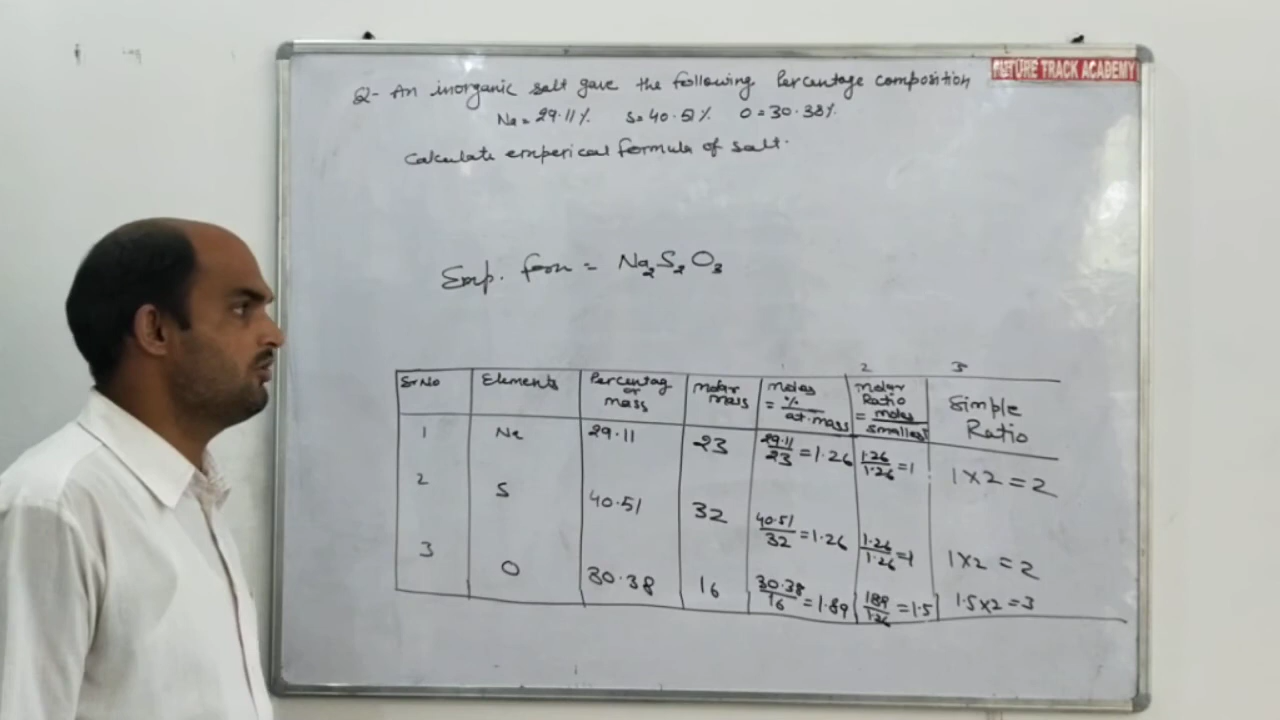 FUTURE TRACK ACADEMY
Q- An inorganic salt gave the following Percentage composition
Na = 29.11% S = 40.51% O = 30.38%.
Calculate emperical formula of salt.
Emp. form = Na2S2O3
1 2 3
Sr No Elements Percentag or mass molar mass moles = %/at. mass Molar Ratio = moles/smallest Simple Ratio
1 Na 29.11 23 29.11/23 = 1.26 1.26/1.26 = 1 1 × 2 = 2
2 S 40.51 32 40.51/32 = 1.26 1.26/1.26 = 1 1 × 2 = 2
3 O 30.38 16 30.38/16 = 1.89 1.89/1.26 = 1.5 1.5 × 2 = 3